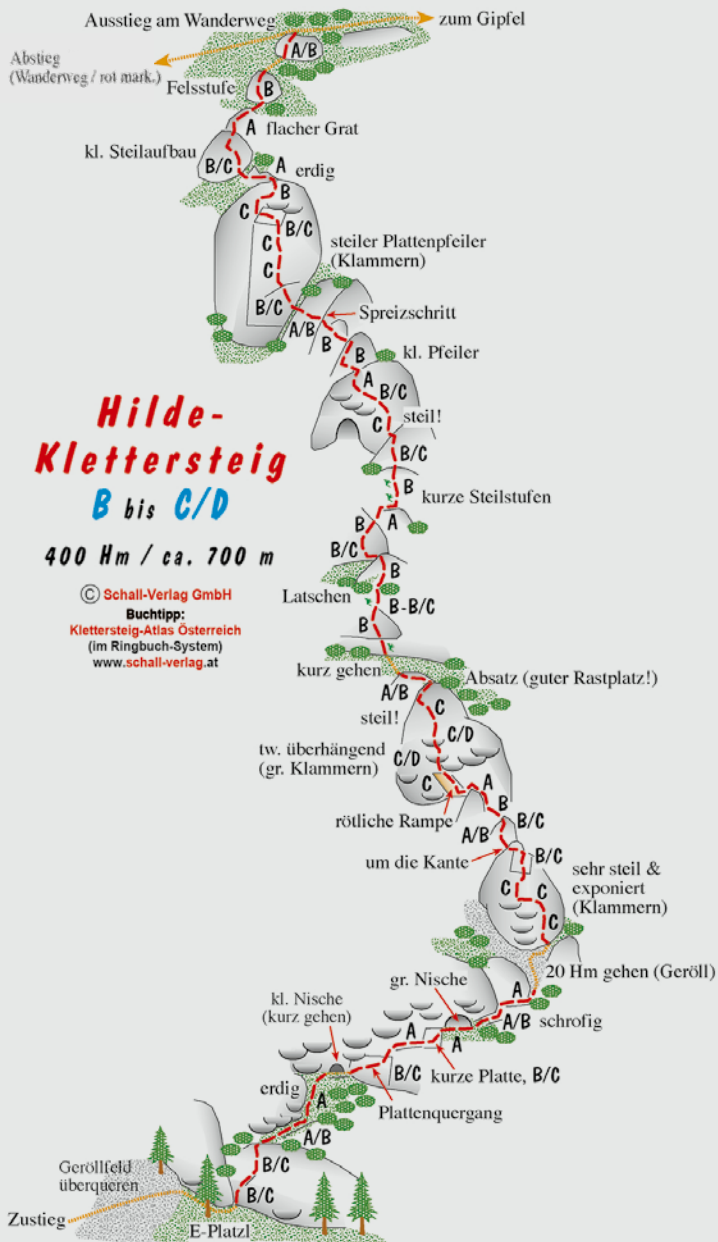 Ausstieg am Wanderweg
zum Gipfel
A/B
Abstieg
(Wanderweg / rot mark.)
Felsstufe
B
A
flacher Grat
kl. Steilaufbau
B/C
A
erdig
B
C
B/C
C
steiler Plattenpfeiler
(Klammern)
C
B/C
Spreizschritt
A/B
B
B
kl. Pfeiler
A
B/C
C
steil!
B/C
Hilde-
Klettersteig
B bis C/D
400 Hm / ca. 700 m
© Schall-Verlag GmbH
Buchtipp:
Klettersteig-Atlas Österreich
(im Ringbuch-System)
www.schall-verlag.at
B
kurze Steilstufen
A
B
B/C
B
Latschen
B-B/C
B
kurz gehen
Absatz (guter Rastplatz!)
A/B
C
steil!
C/D
tw. überhängend
(gr. Klammern)
C/D
C
A
rötliche Rampe
B
B/C
A/B
um die Kante
B/C
sehr steil &
exponiert
(Klammern)
C
C
C
20 Hm gehen (Geröll)
gr. Nische
A
A/B
schrofig
kl. Nische
(kurz gehen)
A
A
B/C
kurze Platte, B/C
Plattenquergang
erdig
A
A/B
B/C
Geröllfeld
überqueren
B/C
Zustieg
E-Platzl